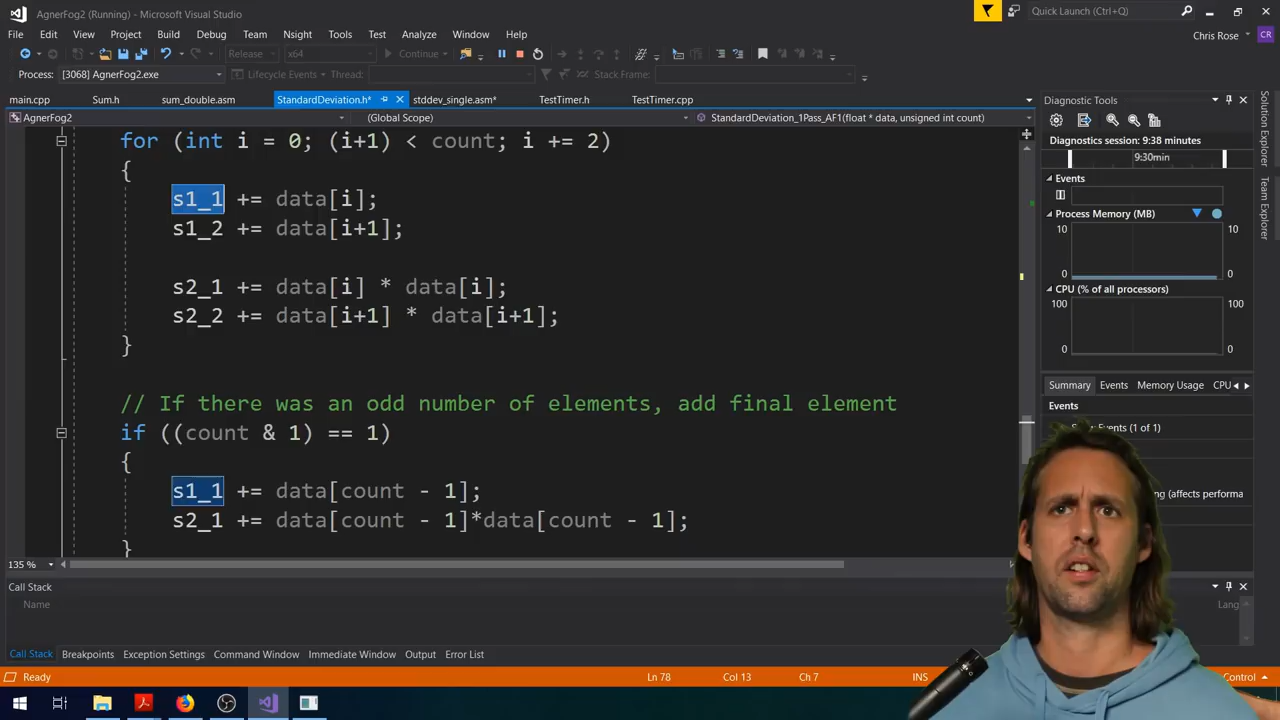 AgnerFog2 (Running) - Microsoft Visual Studio
Quick Launch (Ctrl+Q)
File Edit View Project Build Debug Team Nsight Tools Test Analyze Window Help
Chris Rose CR
Release x64 Continue
Process: [3068] AgnerFog2.exe Lifecycle Events Thread: Stack Frame:
main.cpp Sum.h sum_double.asm StandardDeviation.h* stddev_single.asm* TestTimer.h TestTimer.cpp
AgnerFog2 (Global Scope) StandardDeviation_1Pass_AF1(float * data, unsigned int count)
for (int i = 0; (i+1) < count; i += 2)
{
s1_1 += data[i];
s1_2 += data[i+1];
s2_1 += data[i] * data[i];
s2_2 += data[i+1] * data[i+1];
}
// If there was an odd number of elements, add final element
if ((count & 1) == 1)
{
s1_1 += data[count - 1];
s2_1 += data[count - 1]*data[count - 1];
}
135 %
Diagnostic Tools
Diagnostics session: 9:38 minutes
9:30min
Events
Process Memory (MB)
10 10
0 0
CPU (% of all processors)
100 100
0 0
Summary Events Memory Usage CPU
Events
Events (1 of 1)
(affects performa
Solution Explorer
Team Explorer
Call Stack
Name Lang
Call Stack Breakpoints Exception Settings Command Window Immediate Window Output Error List
Ready Ln 78 Col 13 Ch 7 INS Control